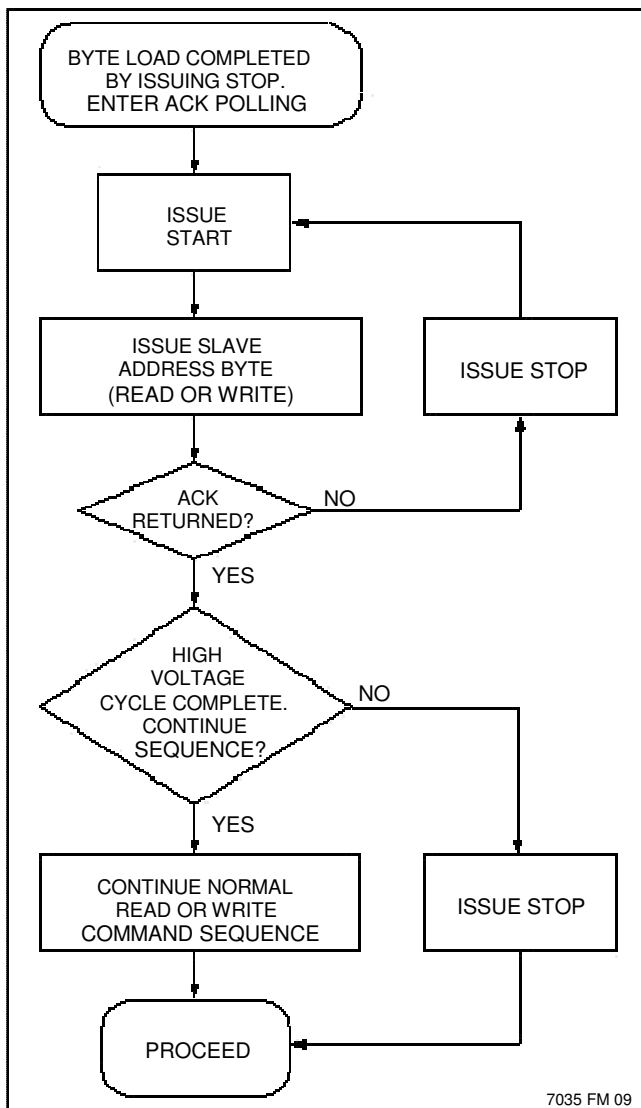 BYTE LOAD COMPLETED
BY ISSUING STOP.
ENTER ACK POLLING
ISSUE
START
ISSUE SLAVE
ADDRESS BYTE
(READ OR WRITE)
ISSUE STOP
ACK
RETURNED?
NO
YES
HIGH
VOLTAGE
CYCLE COMPLETE.
CONTINUE
SEQUENCE?
NO
YES
CONTINUE NORMAL
READ OR WRITE
COMMAND SEQUENCE
ISSUE STOP
PROCEED
7035 FM 09